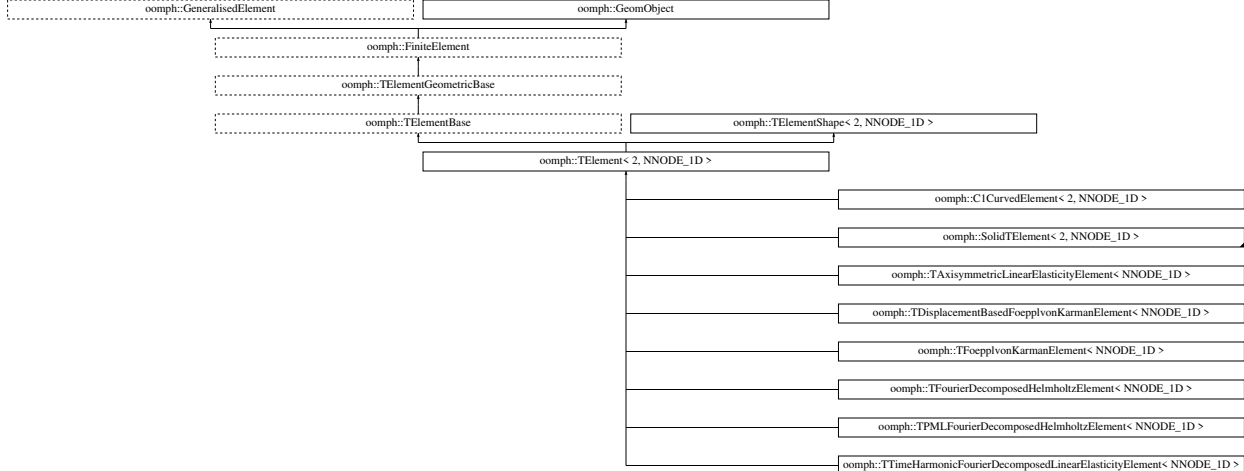 oomph::GeneralisedElement
oomph::GeomObject
oomph::FiniteElement
oomph::TElementGeometricBase
oomph::TElementBase
oomph::TElementShape< 2, NNODE_1D >
oomph::TElement< 2, NNODE_1D >
oomph::C1CurvedElement< 2, NNODE_1D >
oomph::SolidTElement< 2, NNODE_1D >
oomph::TAxisymmetricLinearElasticityElement< NNODE_1D >
oomph::TDisplacementBasedFoepplvonKarmanElement< NNODE_1D >
oomph::TFoepplvonKarmanElement< NNODE_1D >
oomph::TFourierDecomposedHelmholtzElement< NNODE_1D >
oomph::TPMLFourierDecomposedHelmholtzElement< NNODE_1D >
oomph::TTimeHarmonicFourierDecomposedLinearElasticityElement< NNODE_1D >